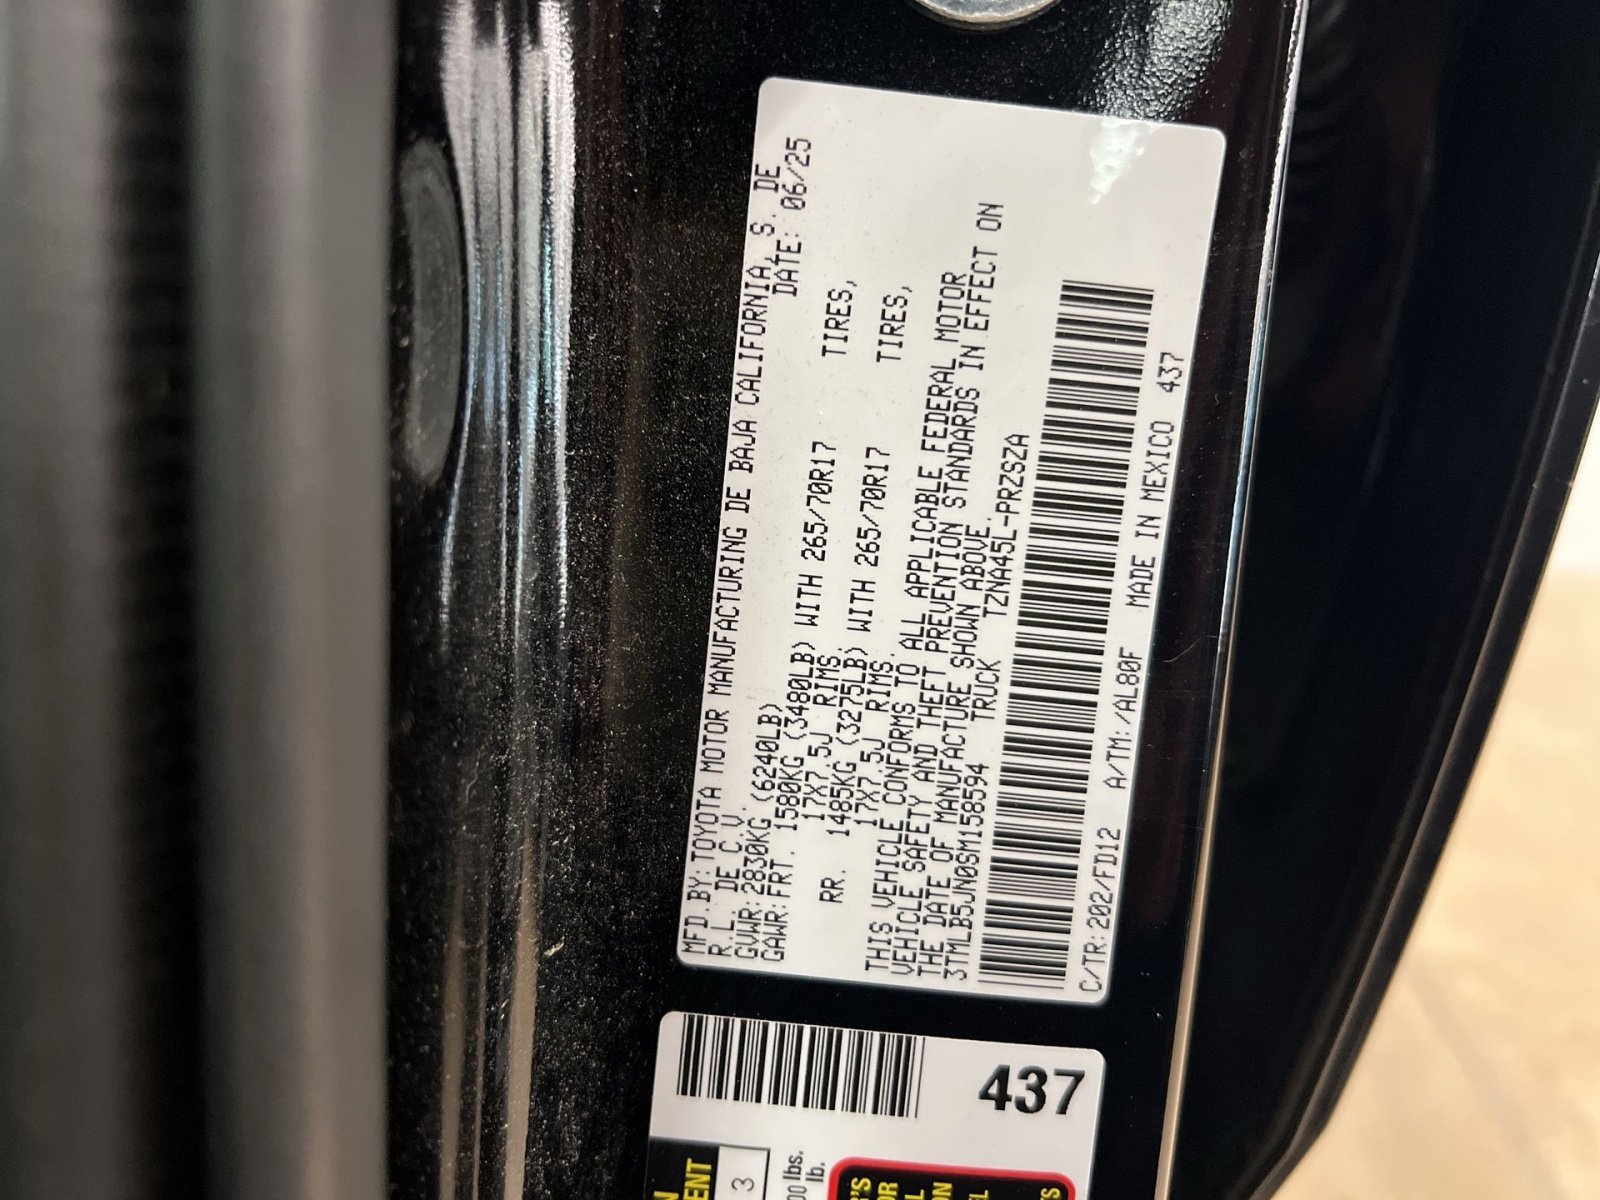 MFD.BY:TOYOTA MOTOR MANUFACTURING DE BAJA CALIFORNIA, S. DE
R.L. DE C.V. DATE: 06/25
GVWR:2830KG (6240LB)
GAWR:FRT. 1580KG (3480LB) WITH 265/70R17 TIRES,
17X7.5J RIMS
RR. 1485KG (3275LB) WITH 265/70R17 TIRES,
17X7.5J RIMS.
THIS VEHICLE CONFORMS TO ALL APPLICABLE FEDERAL MOTOR
VEHICLE SAFETY AND THEFT PREVENTION STANDARDS IN EFFECT ON
THE DATE OF MANUFACTURE SHOWN ABOVE.
3TMLB5JN0SM158594 TRUCK TZNA45L-PRZSZA
C/TR:202/FD12 A/TM:/AL80F MADE IN MEXICO 437
437
3
lbs.
lb.